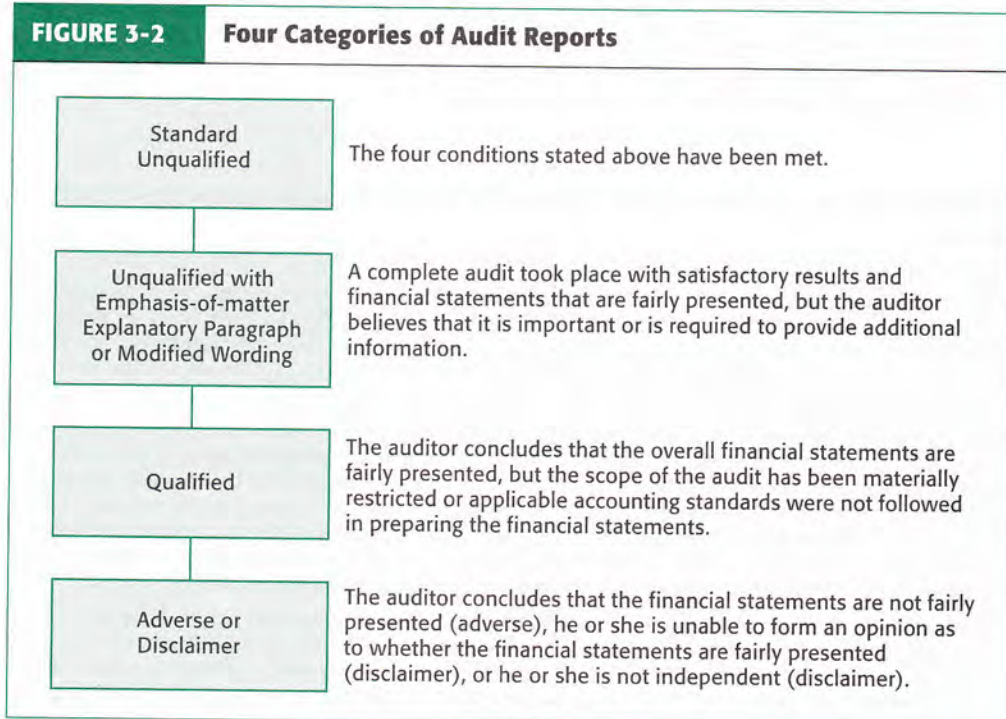 FIGURE 3-2
Four Categories of Audit Reports
Standard
Unqualified
The four conditions stated above have been met.
Unqualified with
Emphasis-of-matter
Explanatory Paragraph
or Modified Wording
A complete audit took place with satisfactory results and
financial statements that are fairly presented, but the auditor
believes that it is important or is required to provide additional
information.
Qualified
The auditor concludes that the overall financial statements are
fairly presented, but the scope of the audit has been materially
restricted or applicable accounting standards were not followed
in preparing the financial statements.
Adverse or
Disclaimer
The auditor concludes that the financial statements are not fairly
presented (adverse), he or she is unable to form an opinion as
to whether the financial statements are fairly presented
(disclaimer), or he or she is not independent (disclaimer).